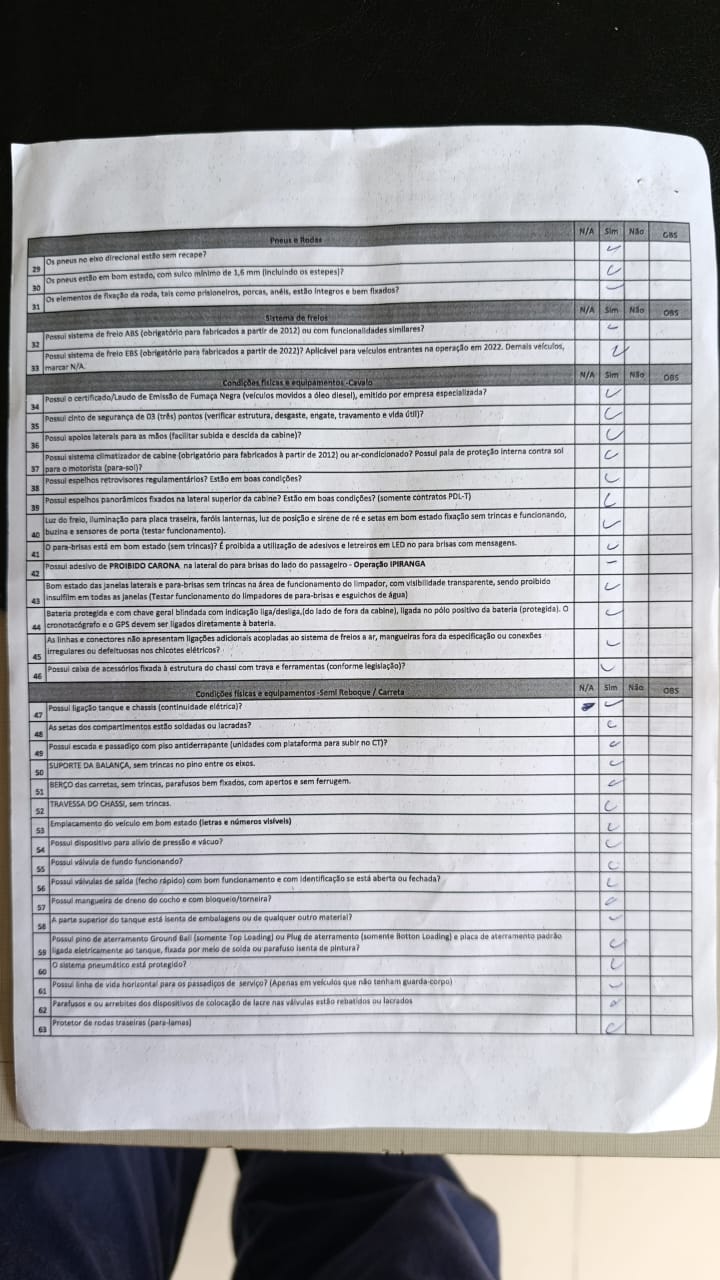 Pneus e Rodas N/A Sim Não OBS
29 Os pneus no eixo direcional estão sem recape?
30 Os pneus estão em bom estado, com sulco mínimo de 1,6 mm (incluindo os estepes)?
31 Os elementos de fixação da roda, tais como prisioneiros, porcas, anéis, estão íntegros e bem fixados?
Sistema de freios N/A Sim Não OBS
32 Possui sistema de freio ABS (obrigatório para fabricados a partir de 2012) ou com funcionalidades similares?
Possui sistema de freio EBS (obrigatório para fabricados a partir de 2022)? Aplicável para veículos entrantes na operação em 2022. Demais veículos,
33 marcar N/A.
Condições físicas e equipamentos -Cavalo N/A Sim Não OBS
34 Possui o certificado/Laudo de Emissão de Fumaça Negra (veículos movidos a óleo diesel), emitido por empresa especializada?
35 Possui cinto de segurança de 03 (três) pontos (verificar estrutura, desgaste, engate, travamento e vida útil)?
36 Possui apoios laterais para as mãos (facilitar subida e descida da cabine)?
Possui sistema climatizador de cabine (obrigatório para fabricados à partir de 2012) ou ar-condicionado? Possui pala de proteção interna contra sol
37 para o motorista (para-sol)?
38 Possui espelhos retrovisores regulamentários? Estão em boas condições?
39 Possui espelhos panorâmicos fixados na lateral superior da cabine? Estão em boas condições? (somente contratos PDL-T)
Luz do freio, iluminação para placa traseira, faróis lanternas, luz de posição e sirene de ré e setas em bom estado fixação sem trincas e funcionando,
40 buzina e sensores de porta (testar funcionamento).
41 O para-brisas está em bom estado (sem trincas)? É proibida a utilização de adesivos e letreiros em LED no para brisas com mensagens.
42 Possui adesivo de PROIBIDO CARONA, na lateral do para brisas do lado do passageiro - Operação IPIRANGA
Bom estado das janelas laterais e para-brisas sem trincas na área de funcionamento do limpador, com visibilidade transparente, sendo proibido
43 insulfilm em todas as janelas (Testar funcionamento do limpadores de para-brisas e esguichos de água)
Bateria protegida e com chave geral blindada com indicação liga/desliga,(do lado de fora da cabine), ligada no pólo positivo da bateria (protegida). O
44 cronotacógrafo e o GPS devem ser ligados diretamente à bateria.
As linhas e conectores não apresentam ligações adicionais acopladas ao sistema de freios a ar, mangueiras fora da especificação ou conexões
45 irregulares ou defeituosas nos chicotes elétricos?
46 Possui caixa de acessórios fixada à estrutura do chassi com trava e ferramentas (conforme legislação)?
Condições físicas e equipamentos -Semi Reboque / Carreta N/A Sim Não OBS
47 Possui ligação tanque e chassis (continuidade elétrica)?
48 As setas dos compartimentos estão soldadas ou lacradas?
49 Possui escada e passadiço com piso antiderrapante (unidades com plataforma para subir no CT)?
50 SUPORTE DA BALANÇA, sem trincas no pino entre os eixos.
51 BERÇO das carretas, sem trincas, parafusos bem fixados, com apertos e sem ferrugem.
52 TRAVESSA DO CHASSI, sem trincas.
53 Emplacamento do veículo em bom estado (letras e números visíveis)
54 Possui dispositivo para alívio de pressão e vácuo?
55 Possui válvula de fundo funcionando?
56 Possui válvulas de saída (fecho rápido) com bom funcionamento e com identificação se está aberta ou fechada?
57 Possui mangueira de dreno do cocho e com bloqueio/torneira?
58 A parte superior do tanque está isenta de embalagens ou de qualquer outro material?
Possui pino de aterramento Ground Ball (somente Top Loading) ou Plug de aterramento (somente Botton Loading) e placa de aterramento padrão
59 ligada eletricamente ao tanque, fixada por meio de solda ou parafuso isenta de pintura?
60 O sistema pneumático está protegido?
61 Possui linha de vida horizontal para os passadiços de serviço? (Apenas em veículos que não tenham guarda-corpo)
62 Parafusos e ou arrebites dos dispositivos de colocação de lacre nas válvulas estão rebatidos ou lacrados
63 Protetor de rodas traseiras (para-lamas)